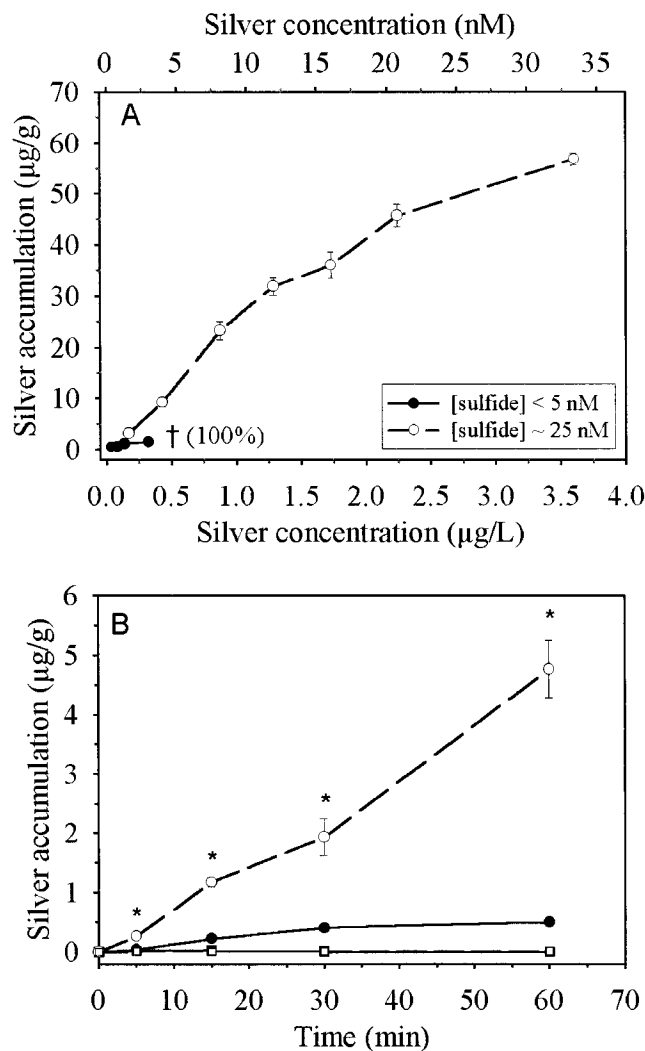 Silver concentration (nM)
0 5 10 15 20 25 30 35
A
Silver accumulation (µg/g)
70
60
50
40
30
20
10
0
† (100%)
[sulfide] < 5 nM
[sulfide] ~ 25 nM
0.0 0.5 1.0 1.5 2.0 2.5 3.0 3.5 4.0
Silver concentration (µg/L)
B
Silver accumulation (µg/g)
6
5
4
3
2
1
0
*
*
*
*
0 10 20 30 40 50 60 70
Time (min)